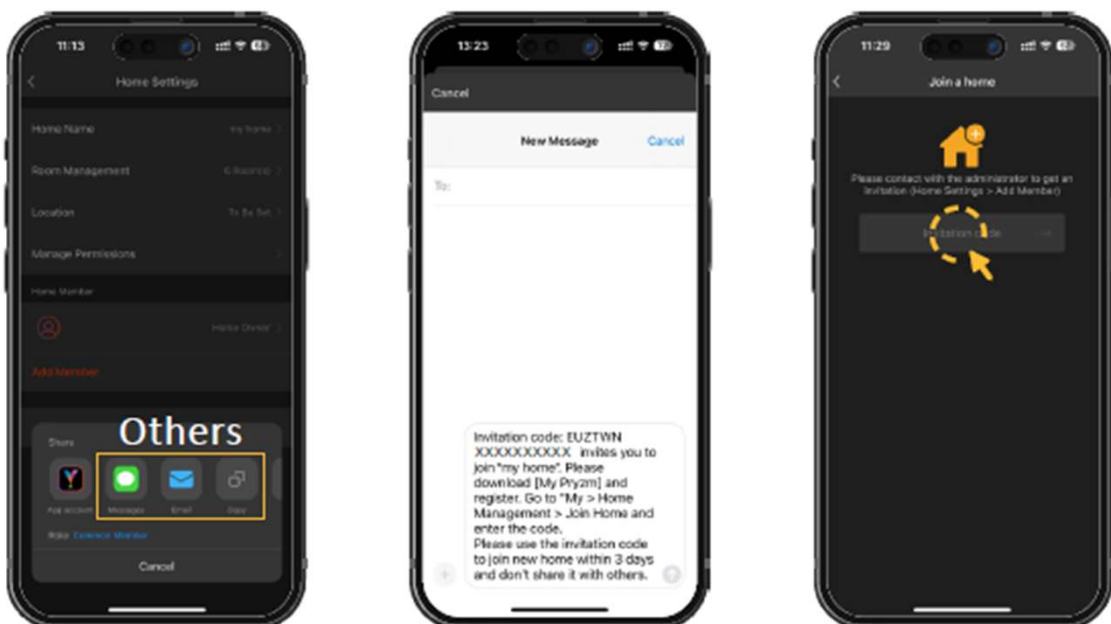 11:13
Home Settings
Home Name
my home
Room Management
Location
To Be Set
Manage Permissions
Home Member
Home Owner
Add Member
Others
Share
App account
Messages
Email
Copy
Role Common Member
Cancel
13:23
Cancel
New Message
Cancel
To:
Invitation code: EUZTWN
XXXXXXXXXX invites you to
join "my home". Please
download [My Pryzm] and
register. Go to "My > Home
Management > Join Home and
enter the code.
Please use the invitation code
to join new home within 3 days
and don't share it with others.
11:29
Join a home
Please contact with the administrator to get an
Invitation (Home Settings > Add Member)
Invitation code